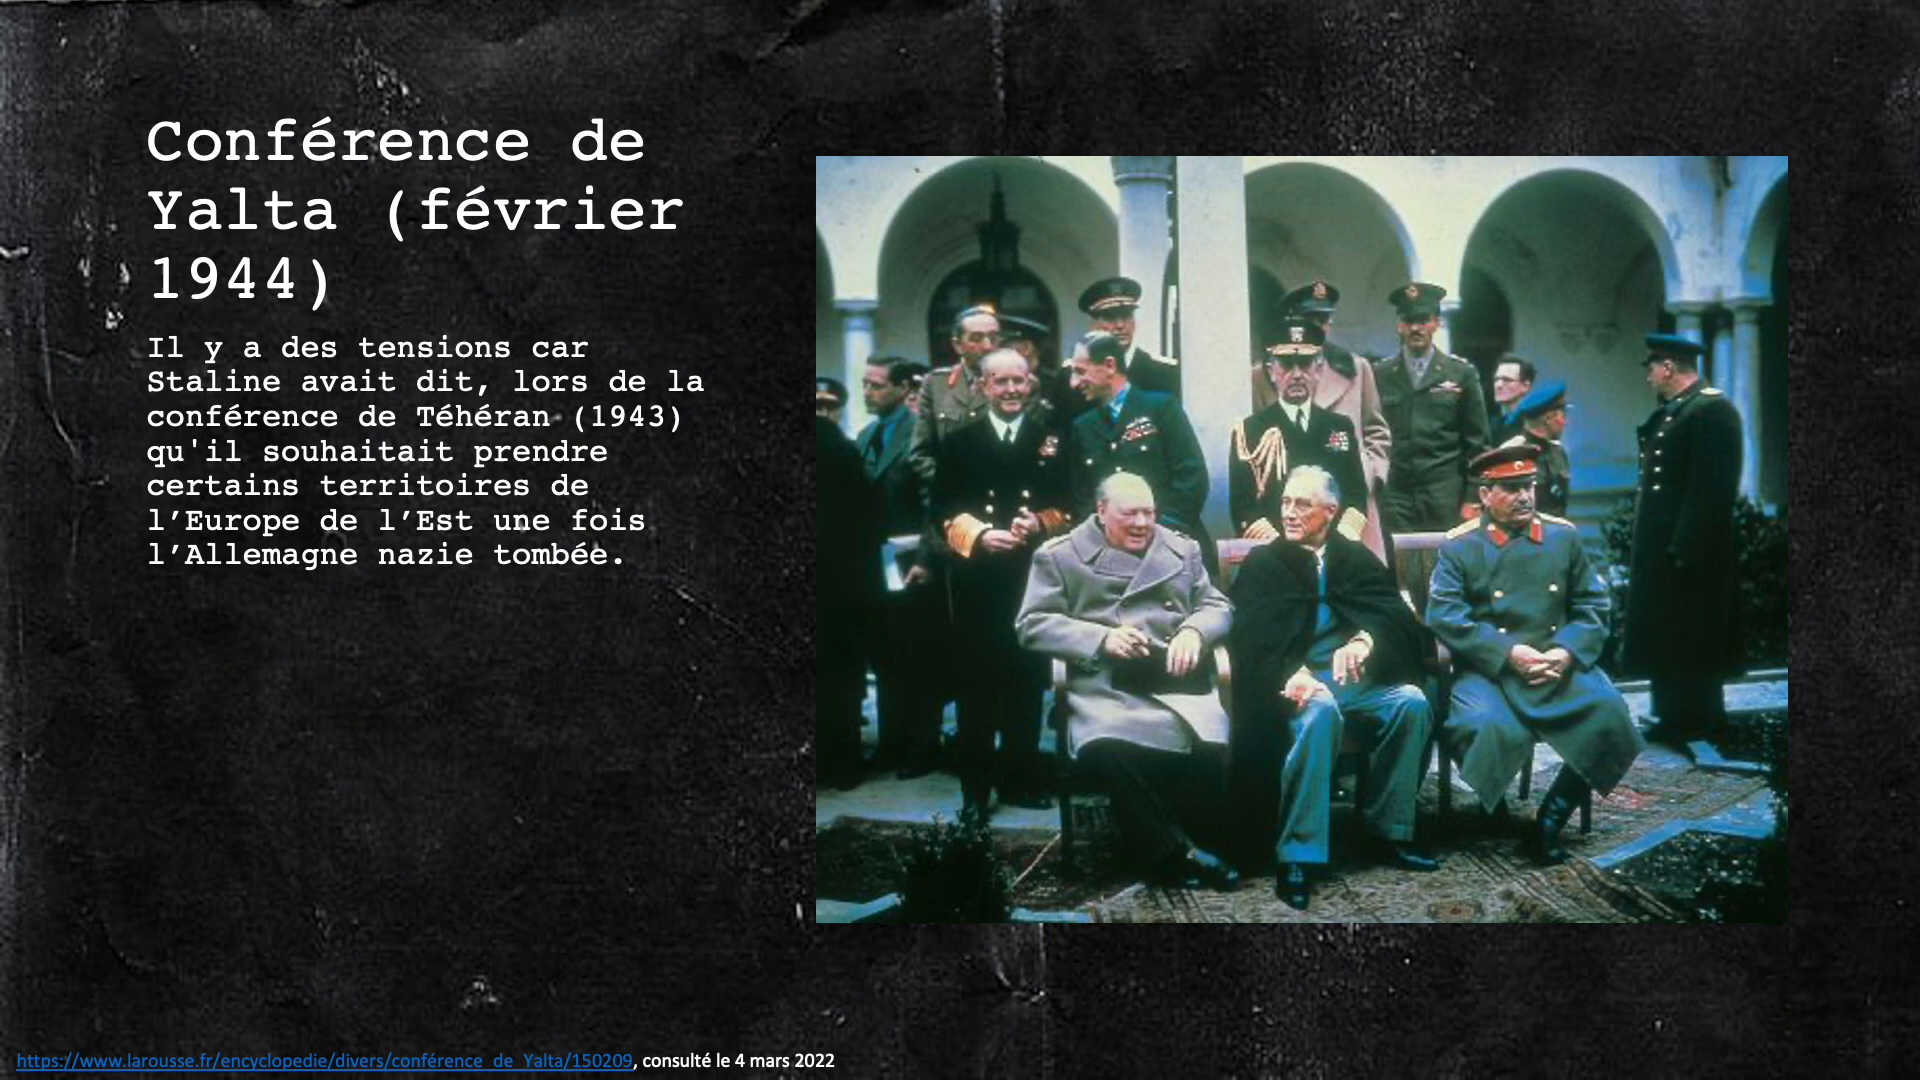 Conférence de
Yalta (février
1944)
Il y a des tensions car
Staline avait dit, lors de la
conférence de Téhéran (1943)
qu'il souhaitait prendre
certains territoires de
l’Europe de l’Est une fois
l’Allemagne nazie tombée.
https://www.larousse.fr/encyclopedie/divers/conférence_de_Yalta/150209, consulté le 4 mars 2022